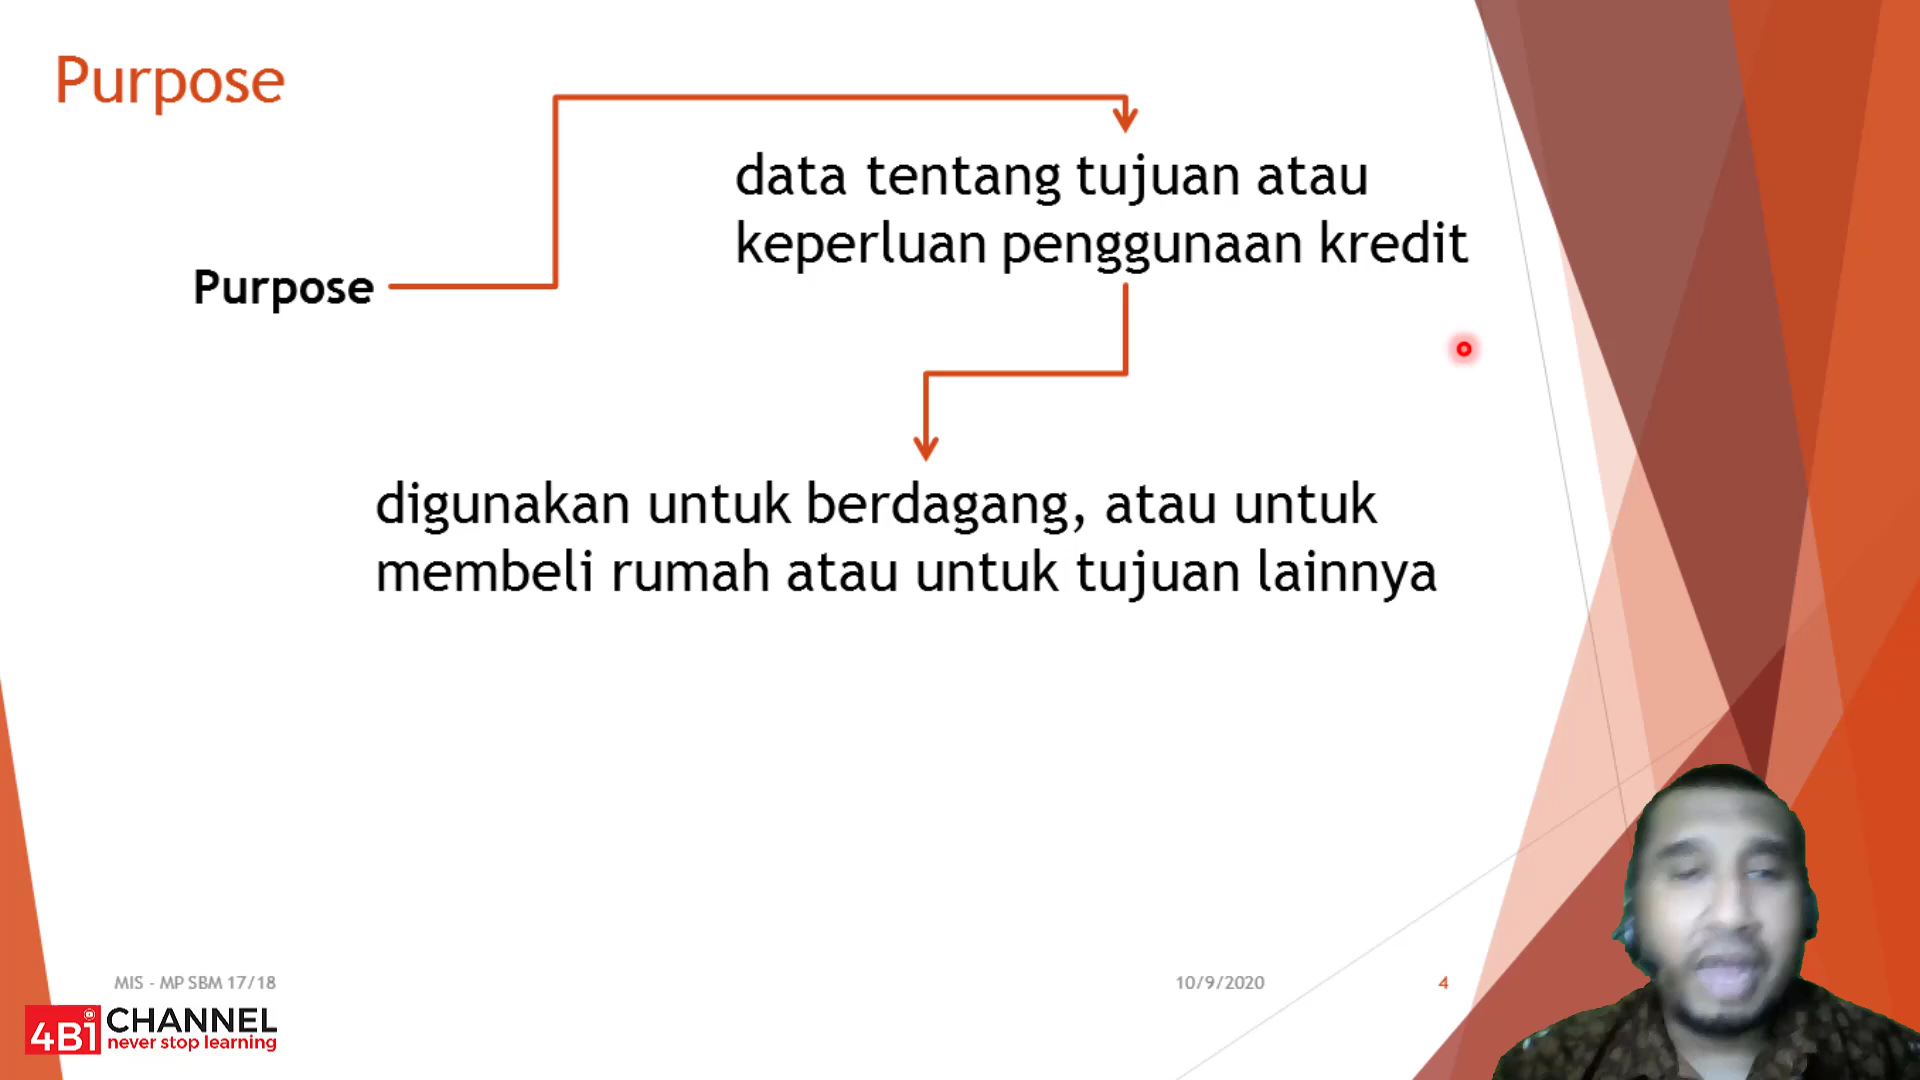 Purpose
data tentang tujuan atau
keperluan penggunaan kredit
Purpose
digunakan untuk berdagang, atau untuk
membeli rumah atau untuk tujuan lainnya
MIS - MP SBM 17/18
10/9/2020
4
4Bi CHANNEL
never stop learning